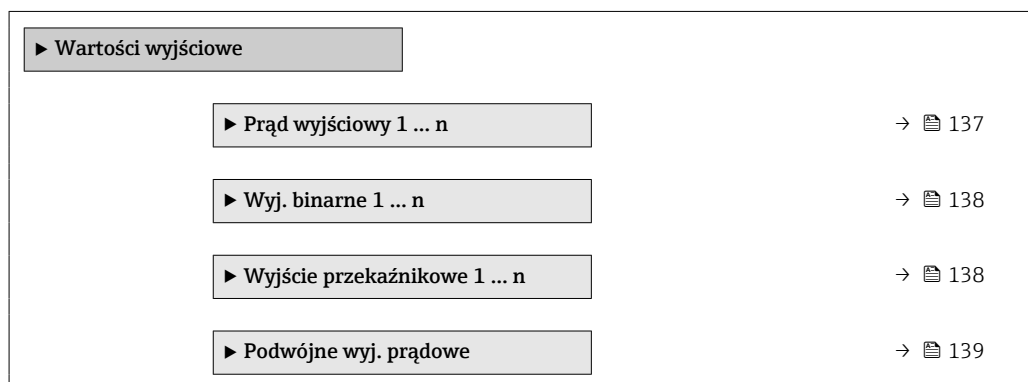 ► Wartości wyjściowe
► Prąd wyjściowy 1 … n → 137
► Wyj. binarne 1 … n → 138
► Wyjście przekaźnikowe 1 … n → 138
► Podwójne wyj. prądowe → 139